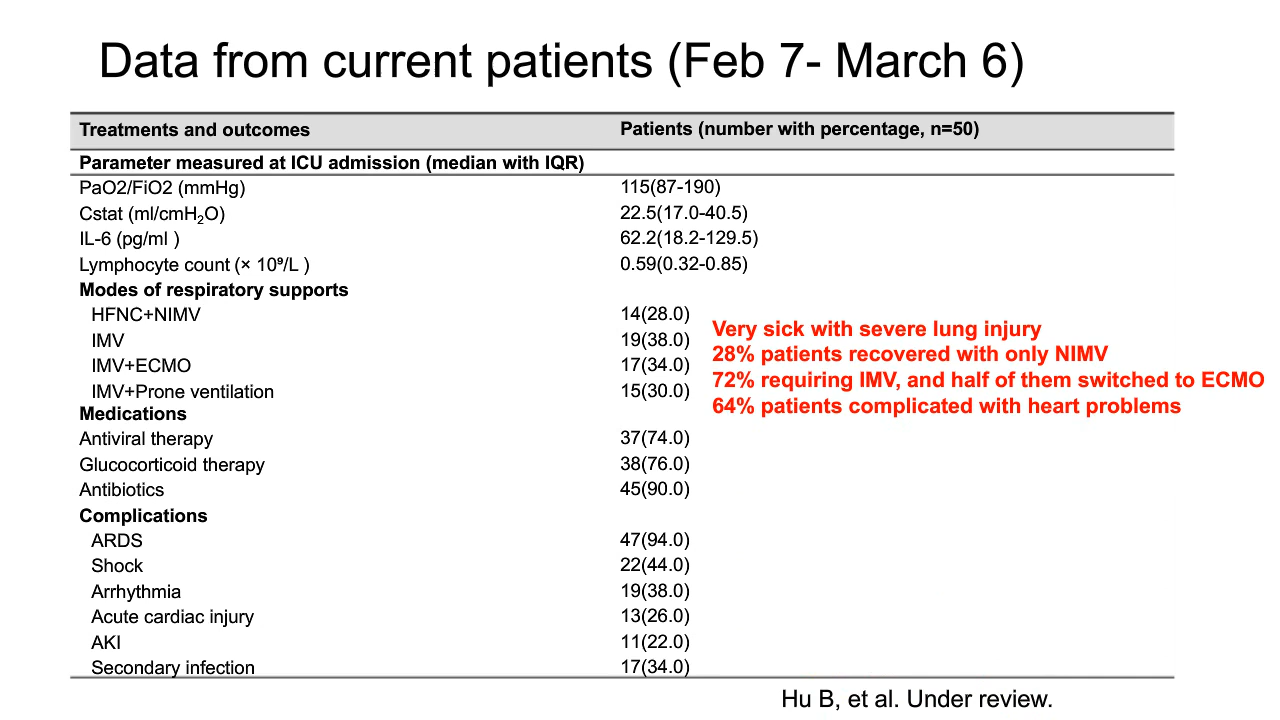 Data from current patients (Feb 7- March 6)
Treatments and outcomes Patients (number with percentage, n=50)
Parameter measured at ICU admission (median with IQR)
PaO2/FiO2 (mmHg) 115(87-190)
Cstat (ml/cmH₂O) 22.5(17.0-40.5)
IL-6 (pg/ml ) 62.2(18.2-129.5)
Lymphocyte count (× 10⁹/L ) 0.59(0.32-0.85)
Modes of respiratory supports
HFNC+NIMV 14(28.0)
IMV 19(38.0)
IMV+ECMO 17(34.0)
IMV+Prone ventilation 15(30.0)
Very sick with severe lung injury
28% patients recovered with only NIMV
72% requiring IMV, and half of them switched to ECMO
64% patients complicated with heart problems
Medications
Antiviral therapy 37(74.0)
Glucocorticoid therapy 38(76.0)
Antibiotics 45(90.0)
Complications
ARDS 47(94.0)
Shock 22(44.0)
Arrhythmia 19(38.0)
Acute cardiac injury 13(26.0)
AKI 11(22.0)
Secondary infection 17(34.0)
Hu B, et al. Under review.